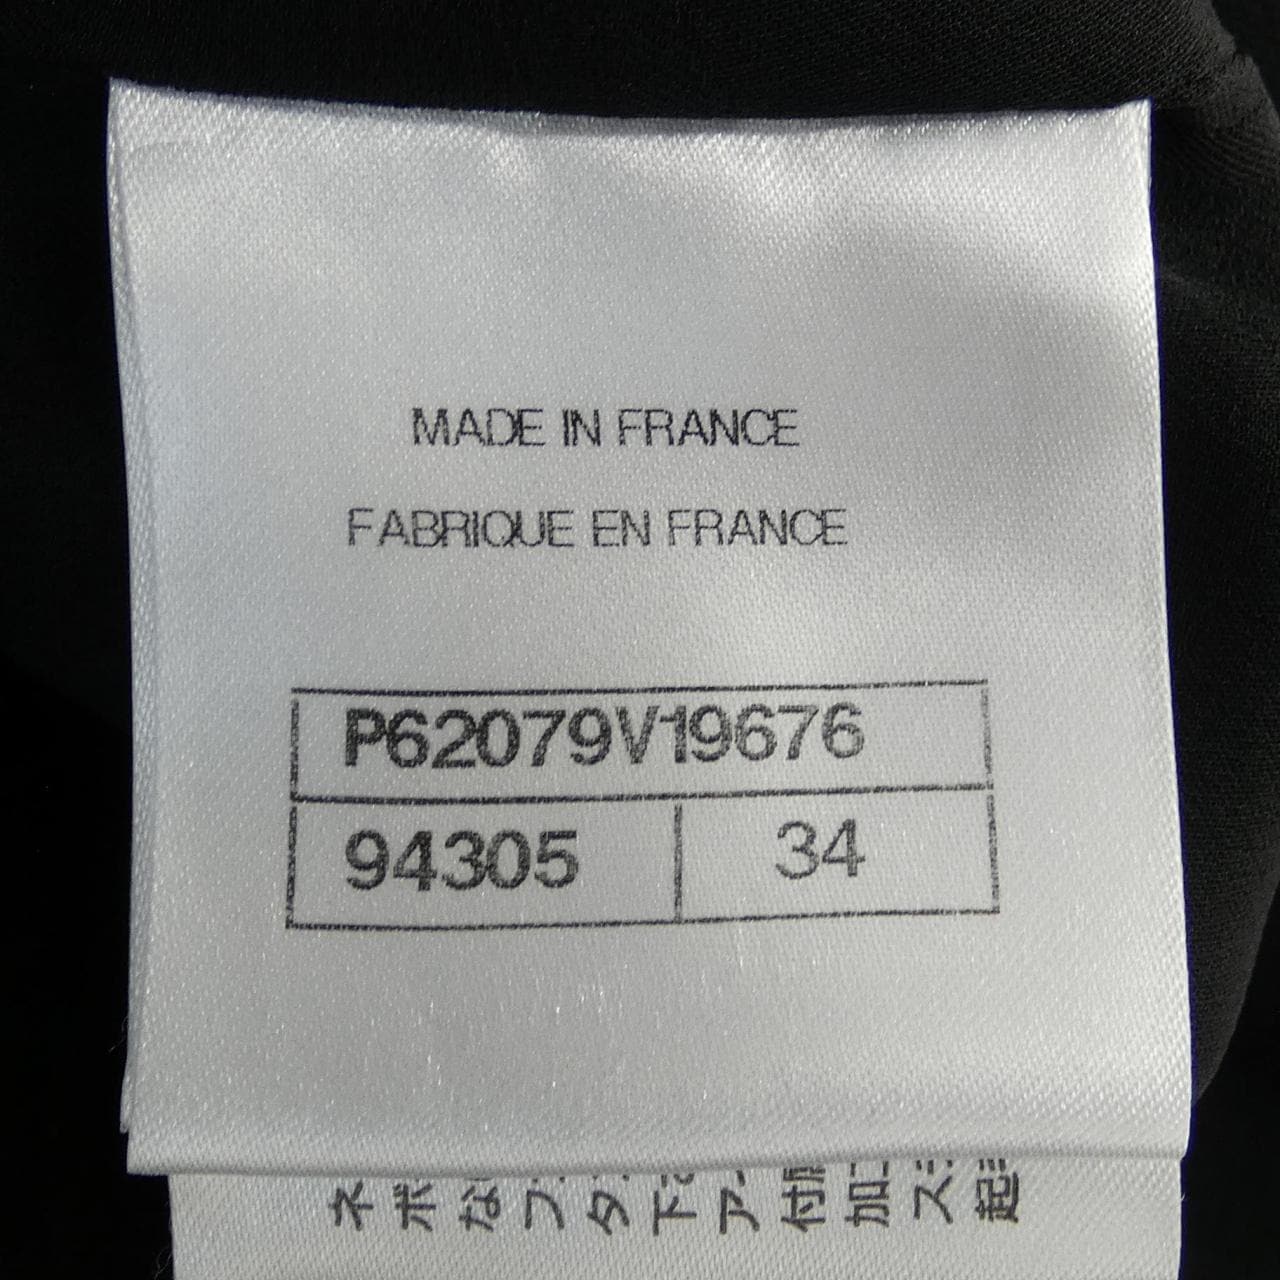 MADE IN FRANCE
FABRIQUE EN FRANCE
P62079V19676
94305 34